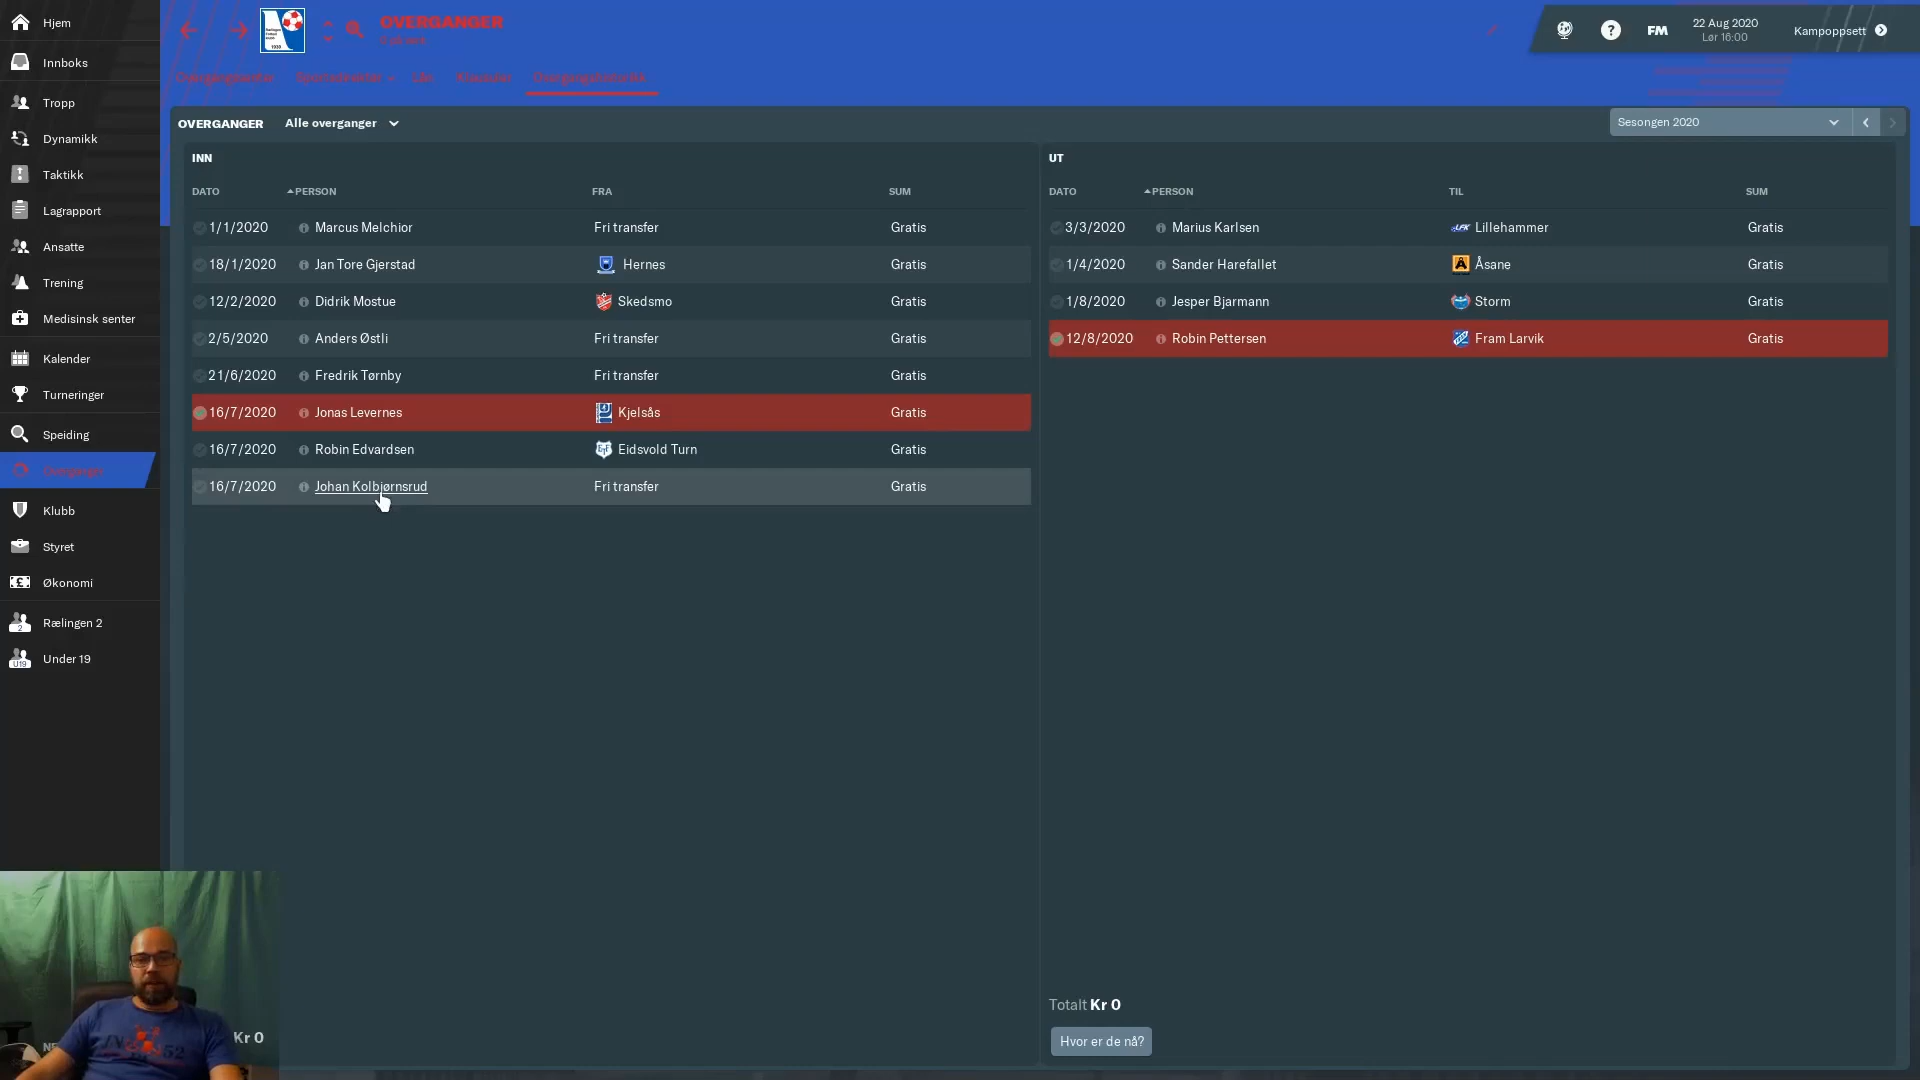 Hjem
Innboks
Tropp
Dynamikk
Taktikk
Lagrapport
Ansatte
Trening
Medisinsk senter
Kalender
Turneringer
Speiding
Overganger
Klubb
Styret
Økonomi
Rælingen 2
Under 19
OVERGANGER
FM
22 Aug 2020
Lør 16:00
Kampoppsett
Klausuler
Overgangshistorikk
OVERGANGER Alle overganger
Sesongen 2020
INN
DATO PERSON FRA SUM
1/1/2020 Marcus Melchior Fri transfer Gratis
18/1/2020 Jan Tore Gjerstad Hernes Gratis
12/2/2020 Didrik Mostue Skedsmo Gratis
2/5/2020 Anders Østli Fri transfer Gratis
21/6/2020 Fredrik Tørnby Fri transfer Gratis
16/7/2020 Jonas Levernes Kjelsås Gratis
16/7/2020 Robin Edvardsen Eidsvold Turn Gratis
16/7/2020 Johan Kolbjørnsrud Fri transfer Gratis
Kr 0
UT
DATO PERSON TIL SUM
3/3/2020 Marius Karlsen Lillehammer Gratis
1/4/2020 Sander Harefallet Åsane Gratis
1/8/2020 Jesper Bjarmann Storm Gratis
12/8/2020 Robin Pettersen Fram Larvik Gratis
Totalt Kr 0
Hvor er de nå?